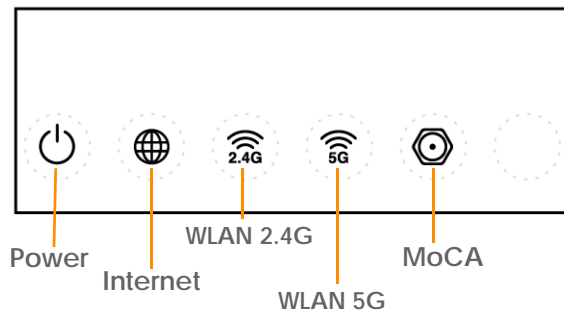 2.4G
5G
Power
Internet
WLAN 2.4G
WLAN 5G
MoCA